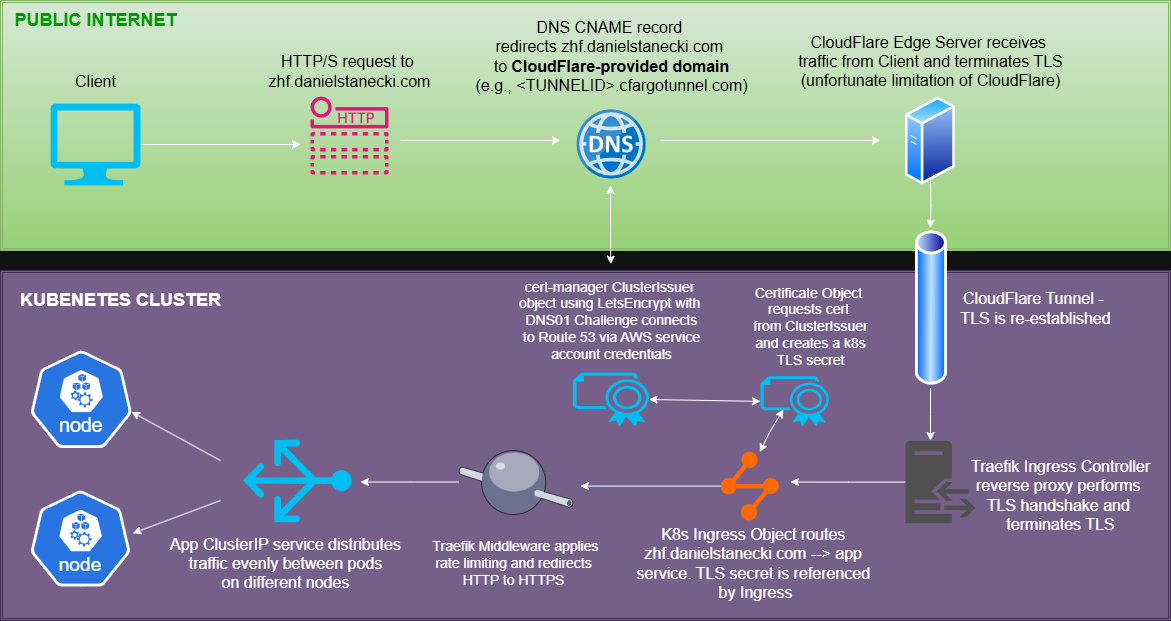 PUBLIC INTERNET
Client
HTTP/S request to
zhf.danielstanecki.com
HTTP
DNS CNAME record
redirects zhf.danielstanecki.com
to CloudFlare-provided domain
(e.g., <TUNNELID>.cfargotunnel.com)
DNS
CloudFlare Edge Server receives
traffic from Client and terminates TLS
(unfortunate limitation of CloudFlare)
KUBENETES CLUSTER
cert-manager ClusterIssuer
object using LetsEncrypt with
DNS01 Challenge connects
to Route 53 via AWS service
account credentials
Certificate Object
requests cert
from ClusterIssuer
and creates a k8s
TLS secret
CloudFlare Tunnel -
TLS is re-established
Traefik Ingress Controller
reverse proxy performs
TLS handshake and
terminates TLS
K8s Ingress Object routes
zhf.danielstanecki.com --> app
service. TLS secret is referenced
by Ingress
Traefik Middleware applies
rate limiting and redirects
HTTP to HTTPS
App ClusterIP service distributes
traffic evenly between pods
on different nodes
node
node